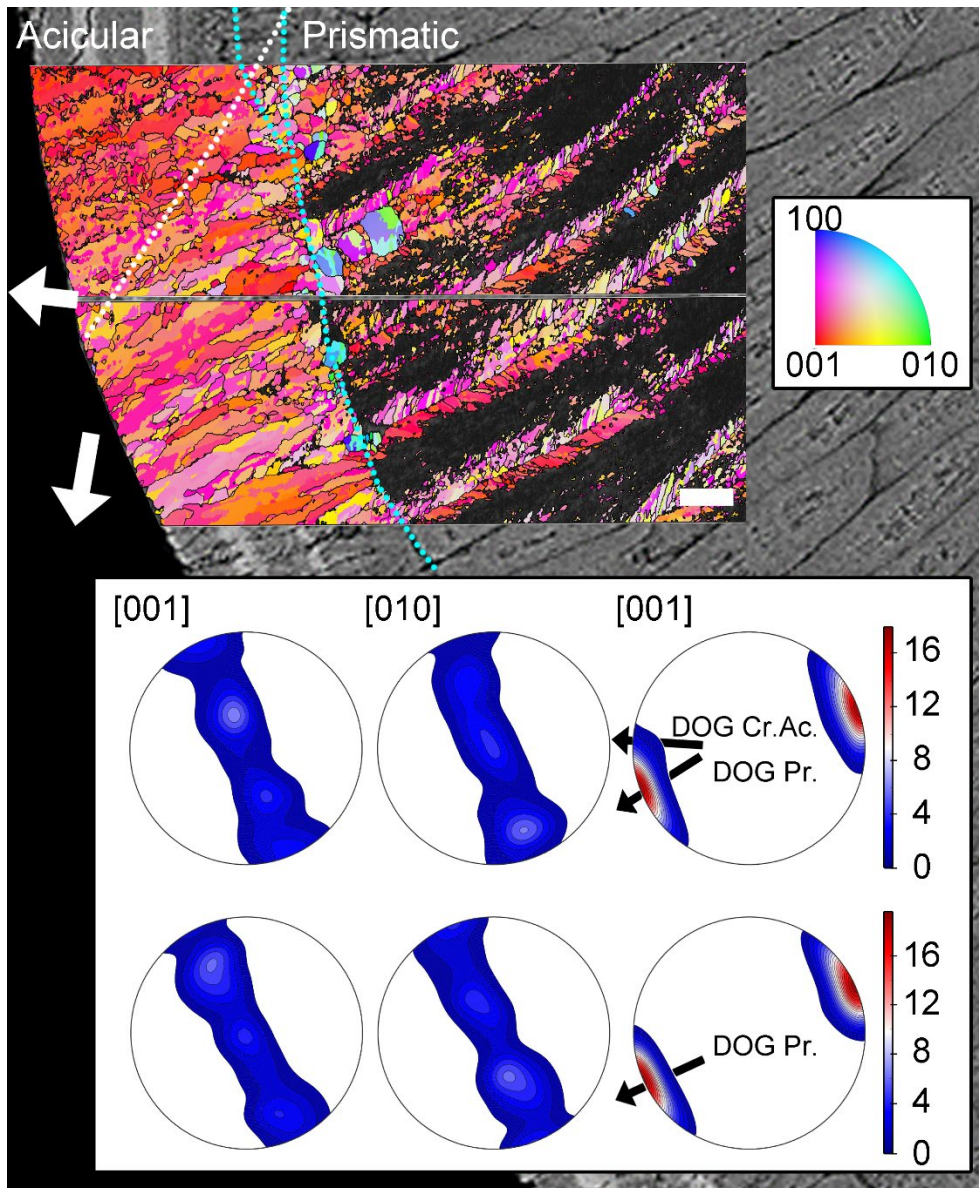 Acicular Prismatic
100
001 010
[001] [010] [001]
16
12
8
4
0
DOG Cr.Ac.
DOG Pr.
16
12
8
4
0
DOG Pr.